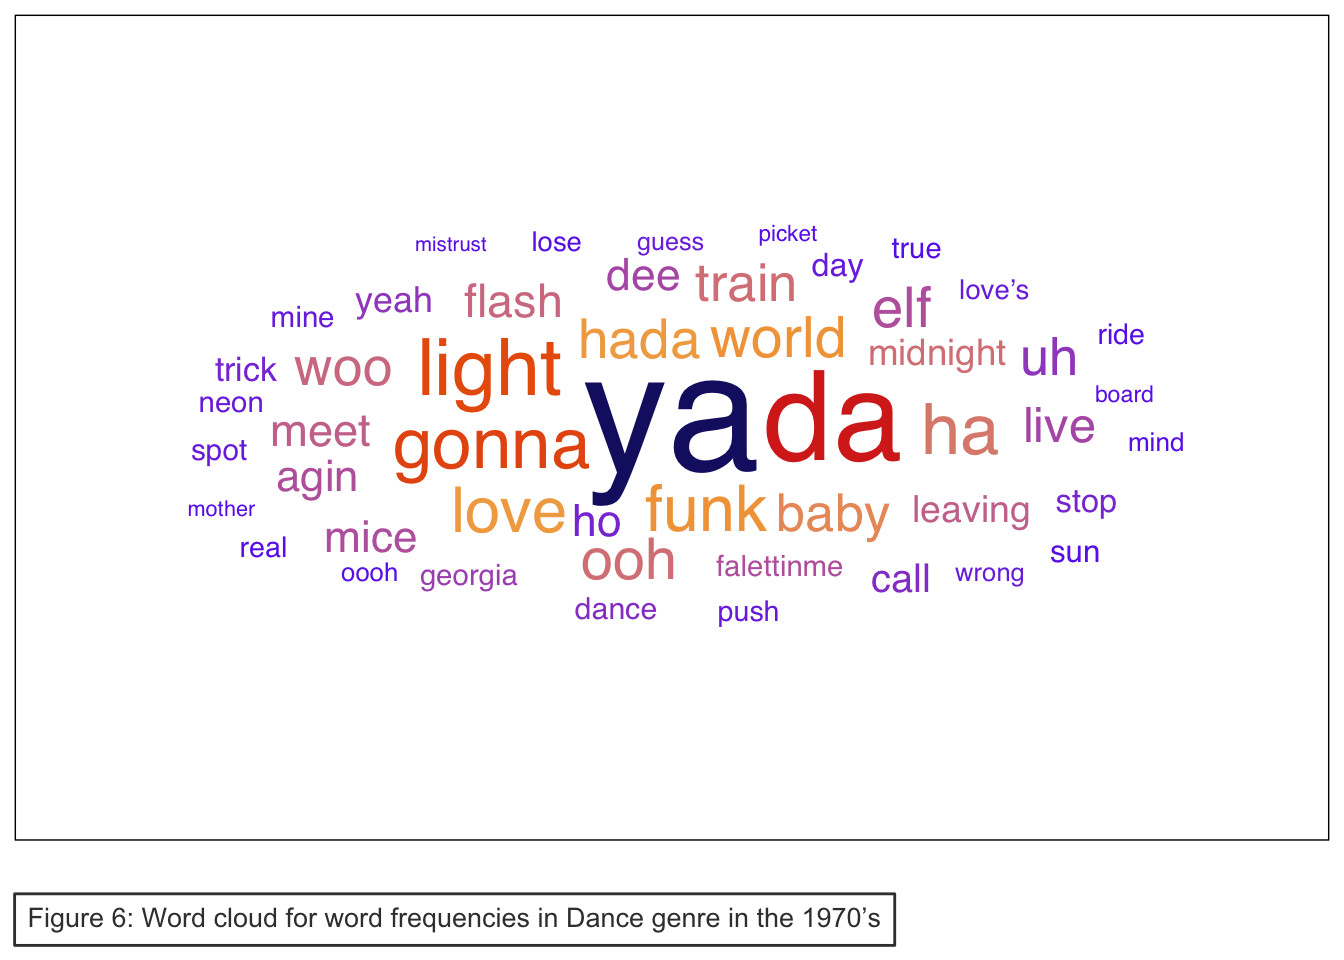 mistrust lose guess picket true
dee train day
yeah flash elf love’s
mine hada world ride
trick woo light midnight uh
neon ya da board
spot meet gonna ha live mind
agin
mother love ho funk baby leaving stop
real mice ooh sun
oooh georgia falettinme call wrong
dance push
Figure 6: Word cloud for word frequencies in Dance genre in the 1970’s